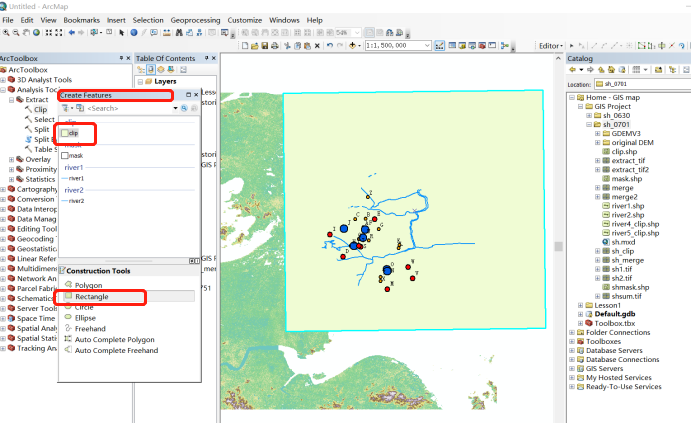 Untitled - ArcMap
File Edit View Bookmarks Insert Selection Geoprocessing Customize Windows Help
54%
1:1,500,000
Editor
ArcToolbox
ArcToolbox
3D Analyst Tools
Analysis Tools
Extract
Clip
Select
Split
Table S
Overlay
Proximity
Statistics
Cartography
Conversion
Data Interop
Data Manag
Editing Tool
Geocoding
Geostatistic
Linear Refer
Multidimens
Network An
Parcel Fabri
Schematics
Server Tools
Space Time
Spatial Analy
Spatial Statis
Tracking An
Table Of Contents
Layers
Create Features
<Search>
clip
clip
mask
mask
river1
river1
river2
river2
Construction Tools
Polygon
Rectangle
Circle
Ellipse
Freehand
Auto Complete Polygon
Auto Complete Freehand
Catalog
Location: sh_0701
Home - GIS map
GIS Project
sh_0630
sh_0701
GDEMV3
original DEM
clip.shp
extract_tif
extract_tif2
mask.shp
merge
merge2
river1.shp
river2.shp
river4_clip.shp
river5_clip.shp
sh.mxd
sh_clip
sh_merge
sh1.tif
sh2.tif
shmask.shp
shsum.tif
Lesson1
Default.gdb
Toolbox.tbx
Folder Connections
Toolboxes
Database Servers
Database Connections
GIS Servers
My Hosted Services
Ready-To-Use Services